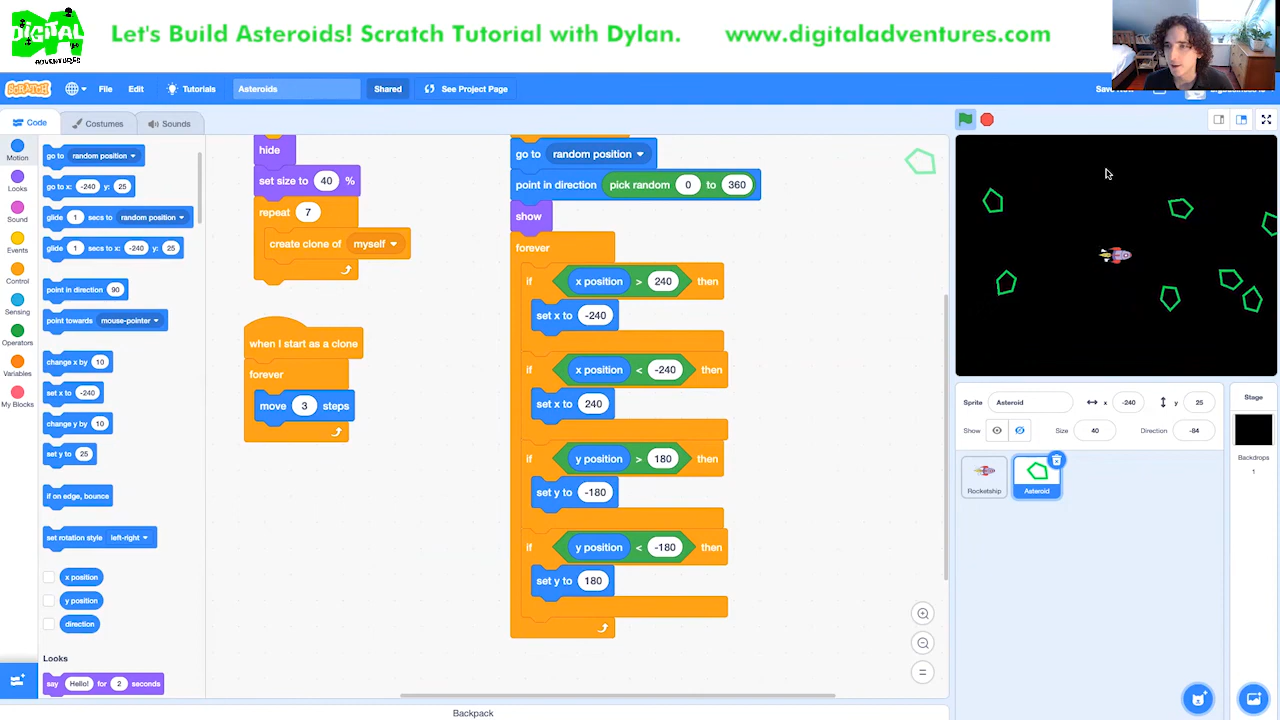 DIGITAL
ADVENTURES
Let's Build Asteroids! Scratch Tutorial with Dylan. www.digitaladventures.com
SCRATCH
File
Edit
Tutorials
Asteroids
Shared
See Project Page
Code
Costumes
Sounds
Motion
Looks
Sound
Events
Control
Sensing
Operators
Variables
My Blocks
go to random position
go to x: -240 y: 25
glide 1 secs to random position
glide 1 secs to x: -240 y: 25
point in direction 90
point towards mouse-pointer
change x by 10
set x to -240
change y by 10
set y to 25
if on edge, bounce
set rotation style left-right
x position
y position
direction
Looks
say Hello! for 2 seconds
hide
set size to 40 %
repeat 7
create clone of myself
when I start as a clone
forever
move 3 steps
go to random position
point in direction pick random 0 to 360
show
forever
if x position > 240 then
set x to -240
if x position < -240 then
set x to 240
if y position > 180 then
set y to -180
if y position < -180 then
set y to 180
Sprite Asteroid x -240 y 25
Show Size 40 Direction -84
Rocketship
Asteroid
Stage
Backdrops
1
Backpack